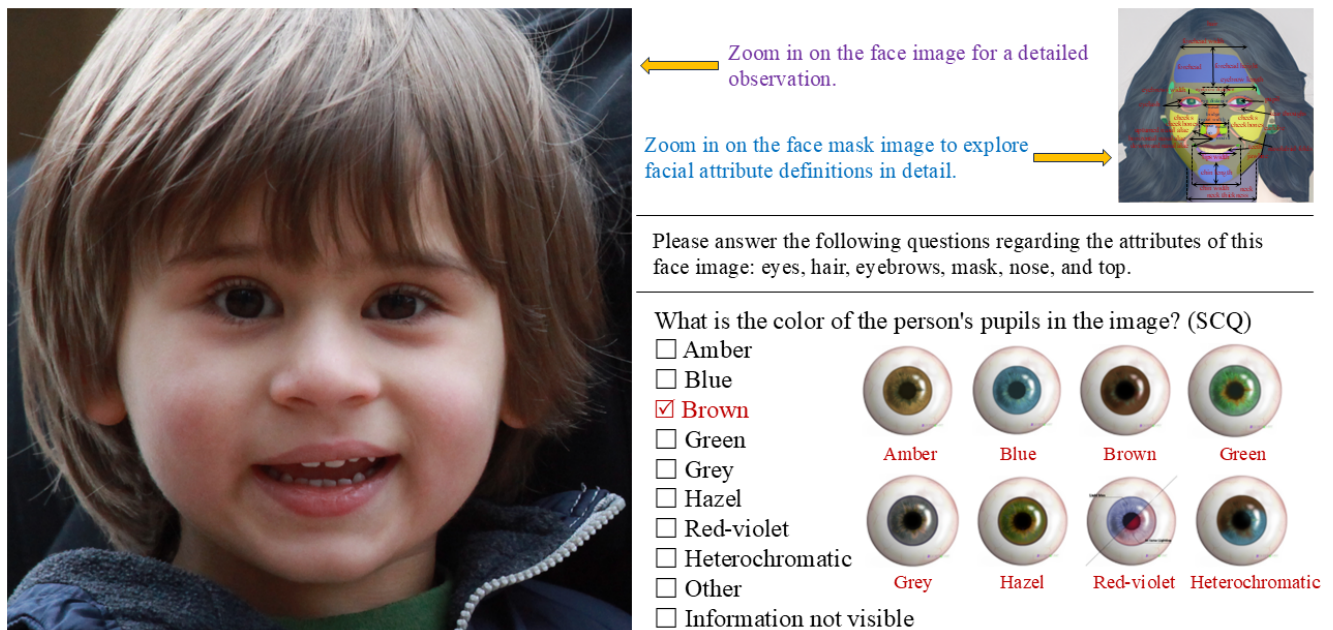 Zoom in on the face image for a detailed
observation.
Zoom in on the face mask image to explore
facial attribute definitions in detail.
Please answer the following questions regarding the attributes of this
face image: eyes, hair, eyebrows, mask, nose, and top.
What is the color of the person's pupils in the image? (SCQ)
☐ Amber
☐ Blue
☑ Brown
☐ Green
☐ Grey
☐ Hazel
☐ Red-violet
☐ Heterochromatic
☐ Other
☐ Information not visible
Amber
Blue
Brown
Green
Grey
Hazel
Red-violet
Heterochromatic